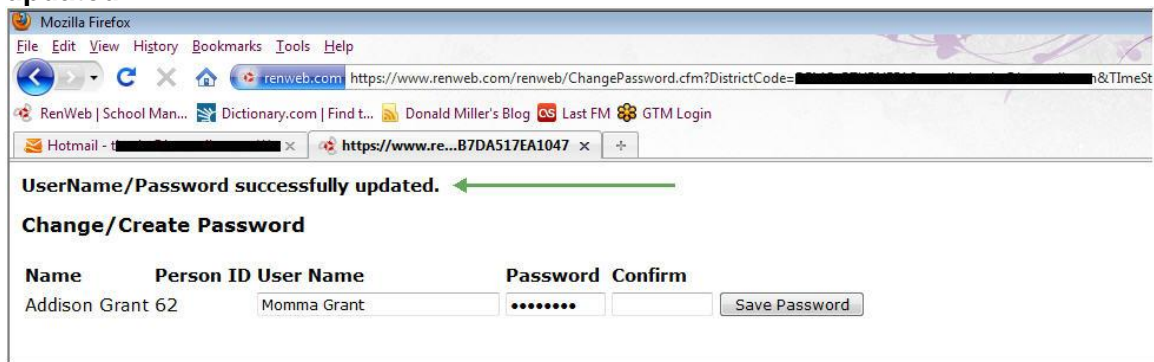 Mozilla Firefox
File Edit View History Bookmarks Tools Help
renweb.com https://www.renweb.com/renweb/ChangePassword.cfm?DistrictCode= n&TImeSt
RenWeb | School Man... Dictionary.com | Find t... Donald Miller's Blog os Last FM GTM Login
Hotmail - t https://www.re...B7DA517EA1047
UserName/Password successfully updated.
Change/Create Password
Name Person ID User Name Password Confirm
Addison Grant 62 Momma Grant •••••••• Save Password